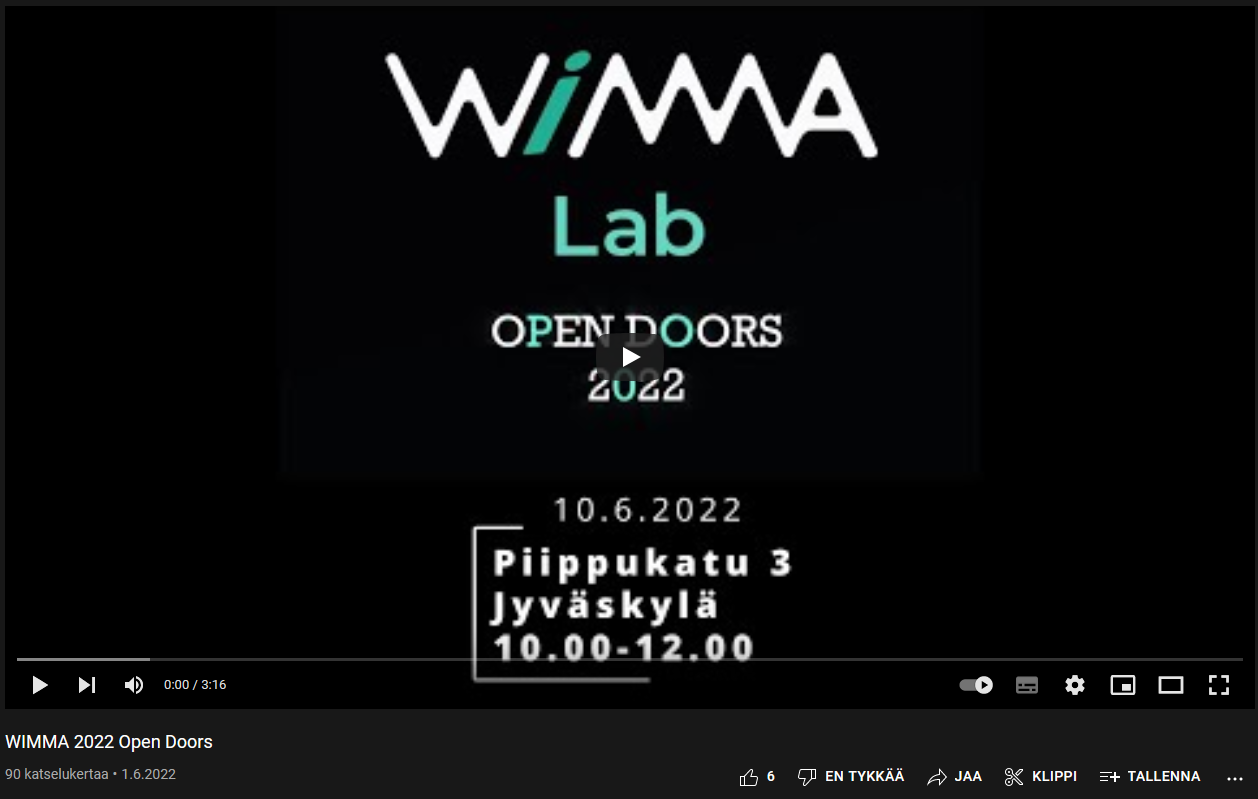 WiMMA
Lab
OPEN DOORS
2022
10.6.2022
Piippukatu 3
Jyväskylä
10.00-12.00
0:00 / 3:16
WIMMA 2022 Open Doors
90 katselukertaa • 1.6.2022
6 EN TYKKÄÄ JAA KLIPPI TALLENNA